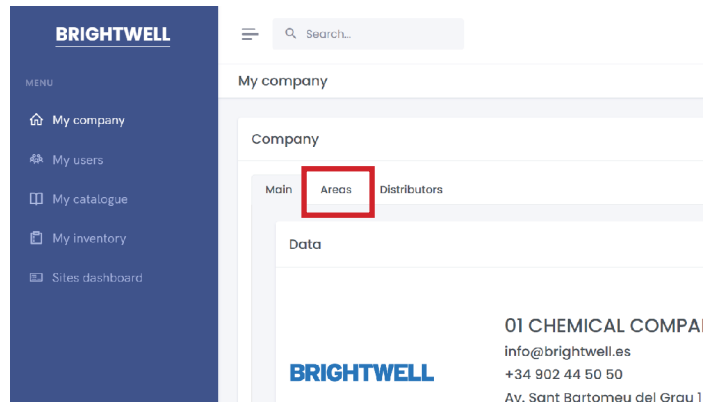 BRIGHTWELL
Search...
MENU
My company
My company
My users
My catalogue
My inventory
Sites dashboard
Company
Main Areas Distributors
Data
BRIGHTWELL
01 CHEMICAL
info@brightwell.es
+34 902 44 50 50
Av. Sant Bartomeu del Grau 1